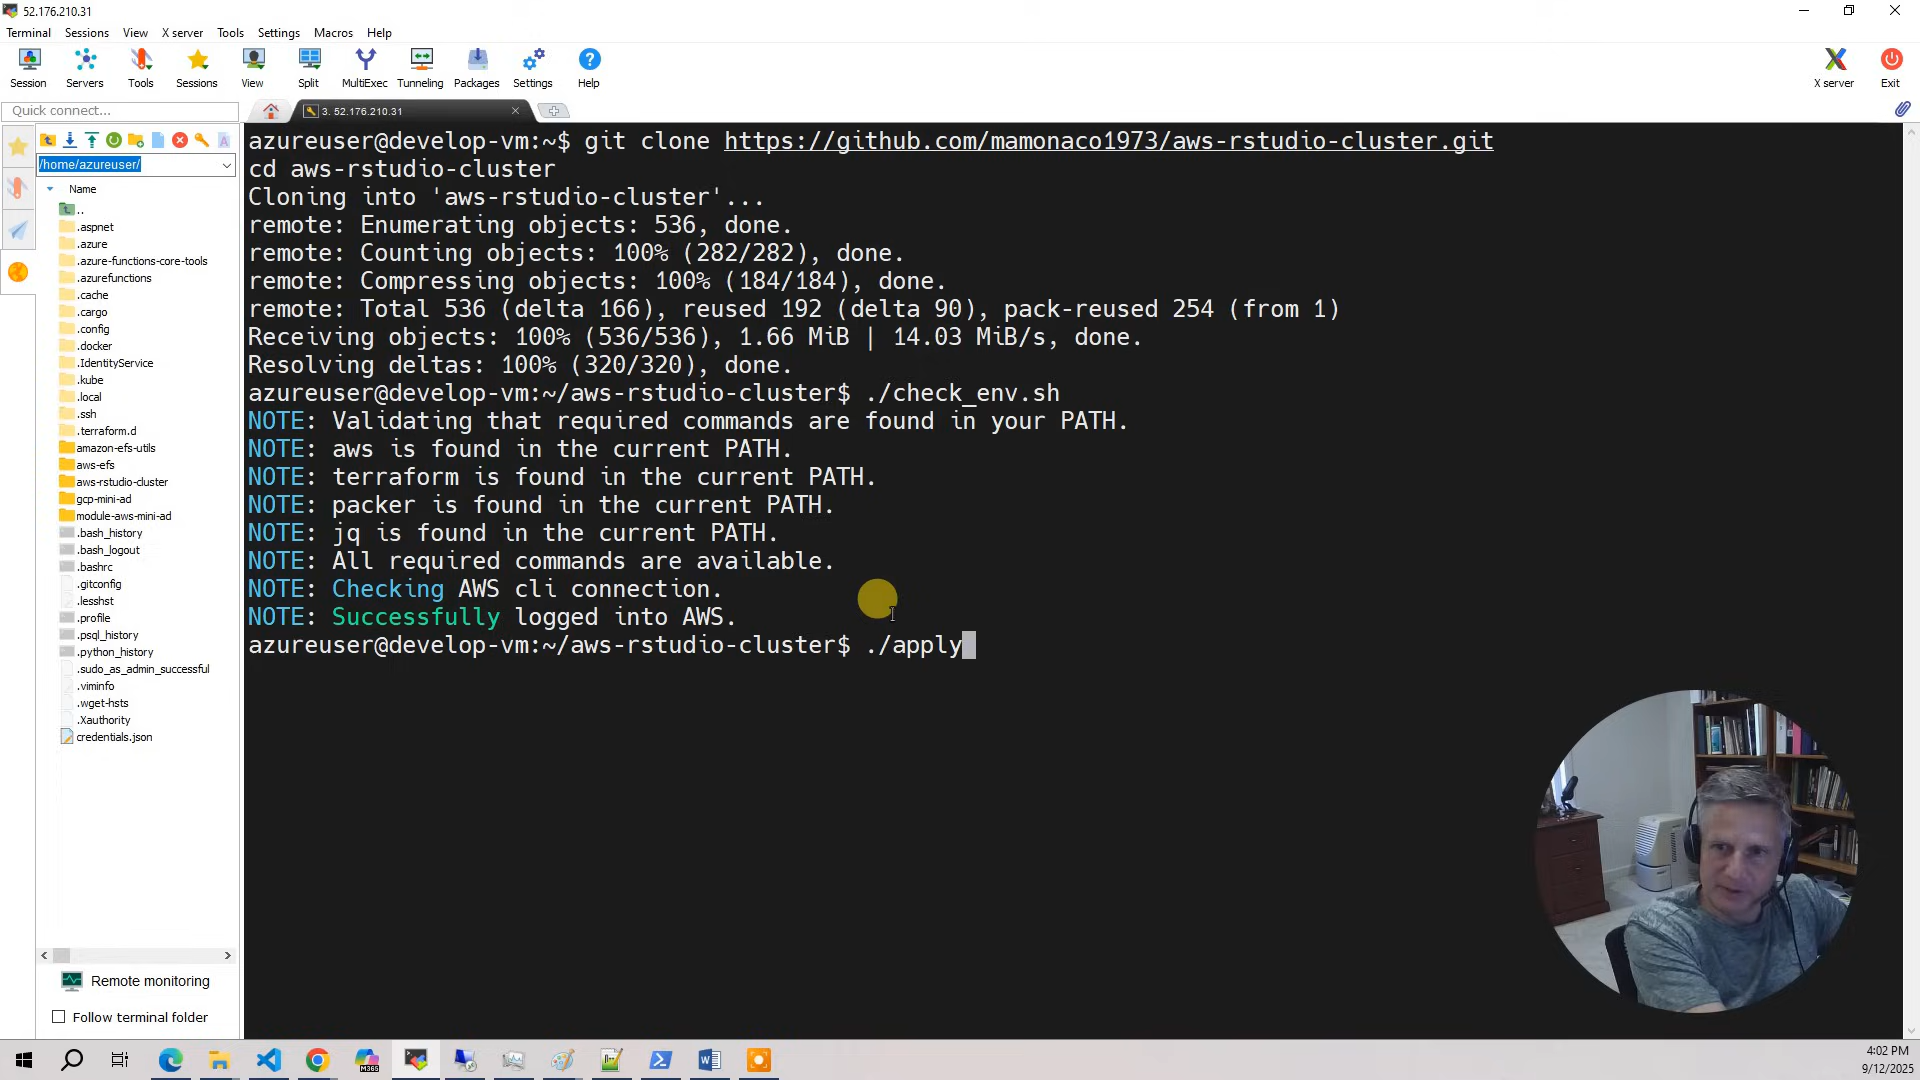 52.176.210.31
Terminal Sessions View X server Tools Settings Macros Help
Session Servers Tools Sessions View Split MultiExec Tunneling Packages Settings Help X server Exit
Quick connect...
3. 52.176.210.31
/home/azureuser/
Name
..
.aspnet
.azure
.azure-functions-core-tools
.azurefunctions
.cache
.cargo
.config
.docker
.IdentityService
.kube
.local
.ssh
.terraform.d
amazon-efs-utils
aws-efs
aws-rstudio-cluster
gcp-mini-ad
module-aws-mini-ad
.bash_history
.bash_logout
.bashrc
.gitconfig
.lesshst
.profile
.psql_history
.python_history
.sudo_as_admin_successful
.viminfo
.wget-hsts
.Xauthority
credentials.json
Remote monitoring
Follow terminal folder
azureuser@develop-vm:~$ git clone https://github.com/mamonaco1973/aws-rstudio-cluster.git
cd aws-rstudio-cluster
Cloning into 'aws-rstudio-cluster'...
remote: Enumerating objects: 536, done.
remote: Counting objects: 100% (282/282), done.
remote: Compressing objects: 100% (184/184), done.
remote: Total 536 (delta 166), reused 192 (delta 90), pack-reused 254 (from 1)
Receiving objects: 100% (536/536), 1.66 MiB | 14.03 MiB/s, done.
Resolving deltas: 100% (320/320), done.
azureuser@develop-vm:~/aws-rstudio-cluster$ ./check_env.sh
NOTE: Validating that required commands are found in your PATH.
NOTE: aws is found in the current PATH.
NOTE: terraform is found in the current PATH.
NOTE: packer is found in the current PATH.
NOTE: jq is found in the current PATH.
NOTE: All required commands are available.
NOTE: Checking AWS cli connection.
NOTE: Successfully logged into AWS.
azureuser@develop-vm:~/aws-rstudio-cluster$ ./apply
M365
4:02 PM
9/12/2025